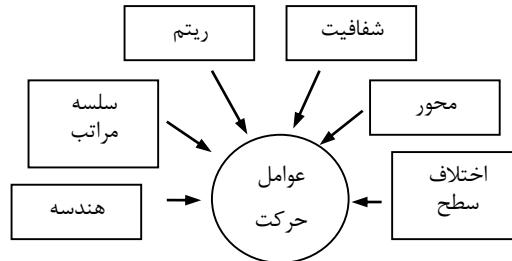 شفافیت
ریتم
محور
سلسه
مراتب
اختلاف
سطح
هندسه
عوامل
حرکت